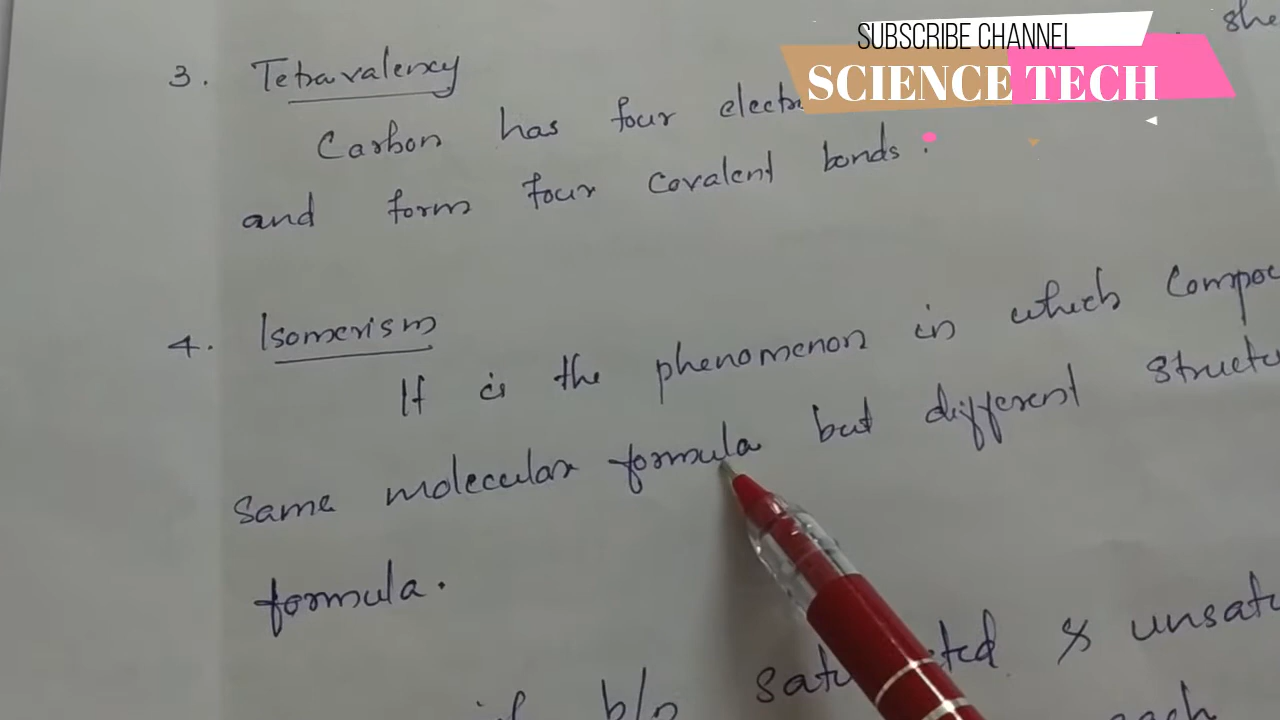 SUBSCRIBE CHANNEL
SCIENCE TECH
3. Tetravalency
Carbon has four
and form four covalent bonds.
4. Isomerism
It is the phenomenon in which
same molecular formula but different
formula.
b/n &